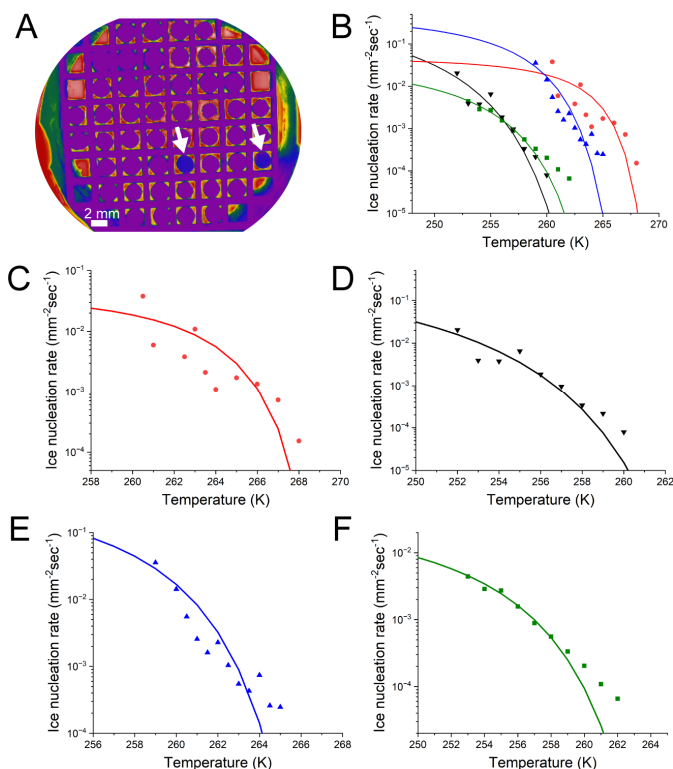 A
2 mm
B
Ice nucleation rate (mm⁻²sec⁻¹)
10⁻¹
10⁻²
10⁻³
10⁻⁴
10⁻⁵
250 255 260 265 270
Temperature (K)
C
Ice nucleation rate (mm⁻²sec⁻¹)
10⁻¹
10⁻²
10⁻³
10⁻⁴
258 260 262 264 266 268 270
Temperature (K)
D
Ice nucleation rate (mm⁻²sec⁻¹)
10⁻¹
10⁻²
10⁻³
10⁻⁴
10⁻⁵
250 252 254 256 258 260 262
Temperature (K)
E
Ice nucleation rate (mm⁻²sec⁻¹)
10⁻¹
10⁻²
10⁻³
10⁻⁴
256 258 260 262 264 266 268
Temperature (K)
F
Ice nucleation rate (mm⁻²sec⁻¹)
10⁻²
10⁻³
10⁻⁴
250 252 254 256 258 260 262 264
Temperature (K)